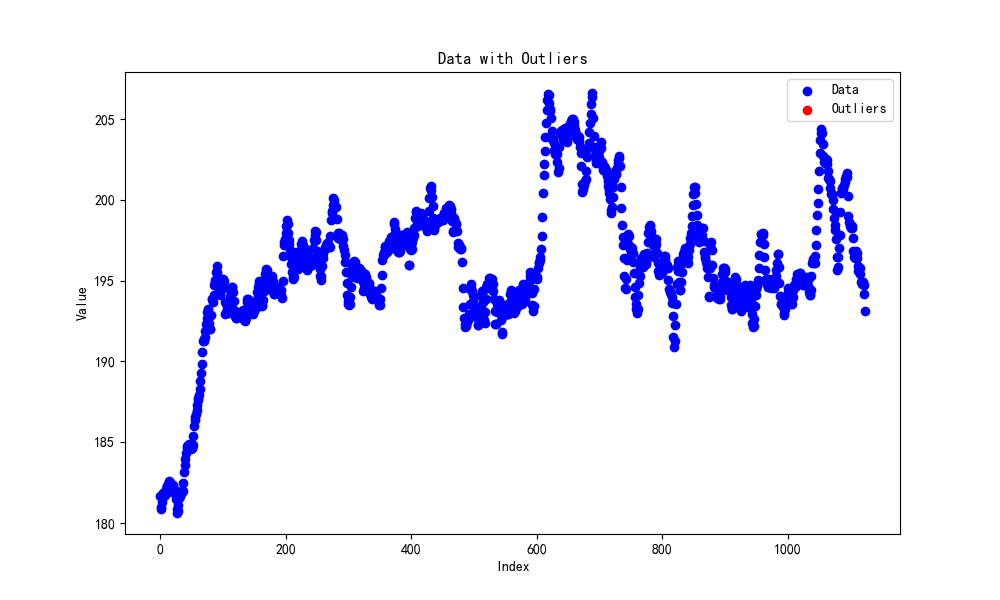 Data with Outliers
Data
Outliers
205
200
195
190
185
180
Value
0 200 400 600 800 1000
Index